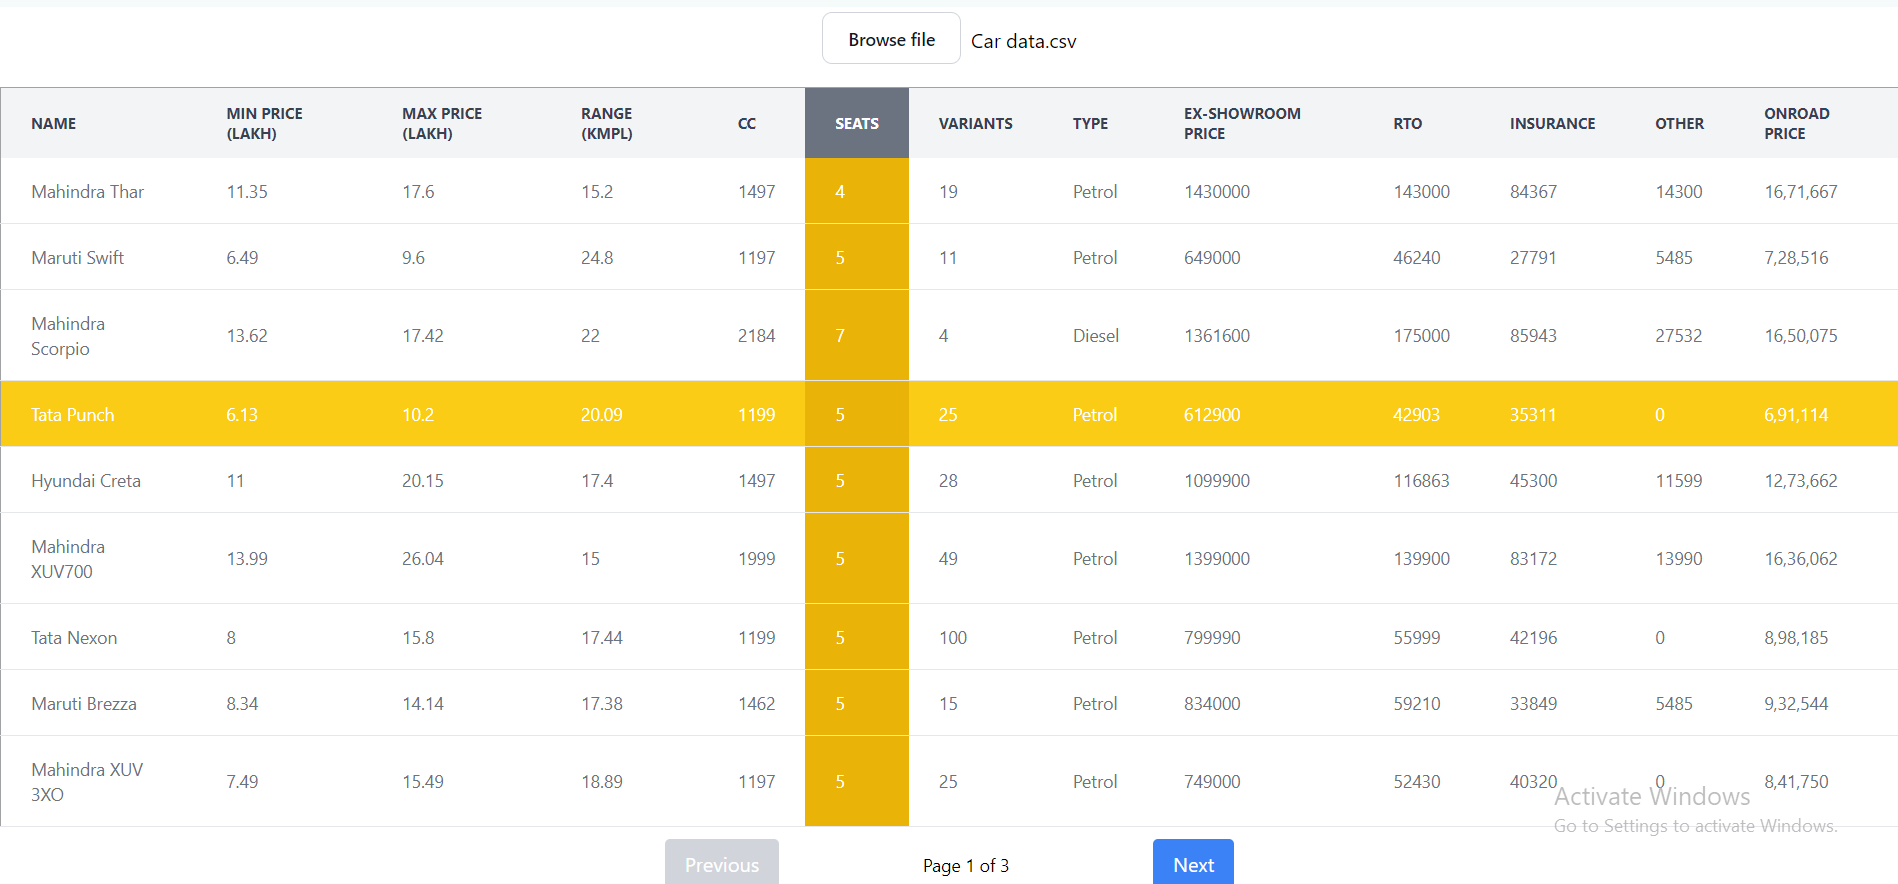 Browse file Car data.csv
NAME MIN PRICE (LAKH) MAX PRICE (LAKH) RANGE (KMPL) CC SEATS VARIANTS TYPE EX-SHOWROOM PRICE RTO INSURANCE OTHER ONROAD PRICE
Mahindra Thar 11.35 17.6 15.2 1497 4 19 Petrol 1430000 143000 84367 14300 16,71,667
Maruti Swift 6.49 9.6 24.8 1197 5 11 Petrol 649000 46240 27791 5485 7,28,516
Mahindra Scorpio 13.62 17.42 22 2184 7 4 Diesel 1361600 175000 85943 27532 16,50,075
Tata Punch 6.13 10.2 20.09 1199 5 25 Petrol 612900 42903 35311 0 6,91,114
Hyundai Creta 11 20.15 17.4 1497 5 28 Petrol 1099900 116863 45300 11599 12,73,662
Mahindra XUV700 13.99 26.04 15 1999 5 49 Petrol 1399000 139900 83172 13990 16,36,062
Tata Nexon 8 15.8 17.44 1199 5 100 Petrol 799990 55999 42196 0 8,98,185
Maruti Brezza 8.34 14.14 17.38 1462 5 15 Petrol 834000 59210 33849 5485 9,32,544
Mahindra XUV 3XO 7.49 15.49 18.89 1197 5 25 Petrol 749000 52430 40320 0 8,41,750
Activate Windows
Go to Settings to activate Windows.
Previous Page 1 of 3 Next